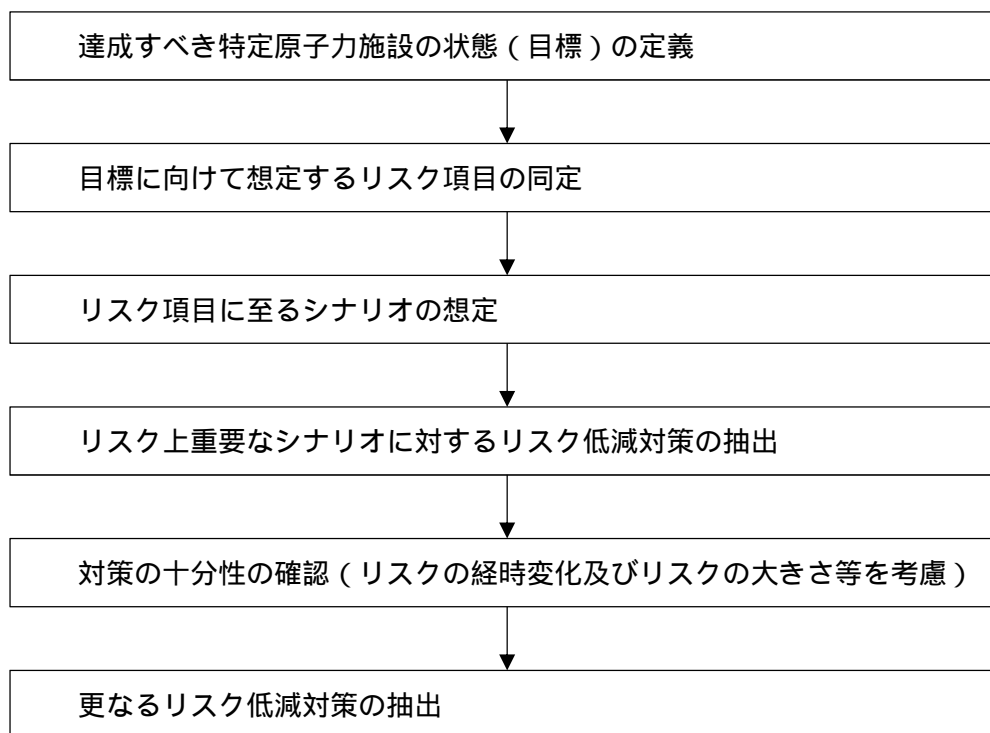 達成すべき特定原子力施設の状態（目標）の定義
目標に向けて想定するリスク項目の同定
リスク項目に至るシナリオの想定
リスク上重要なシナリオに対するリスク低減対策の抽出
対策の十分性の確認（リスクの経時変化及びリスクの大きさ等を考慮）
更なるリスク低減対策の抽出